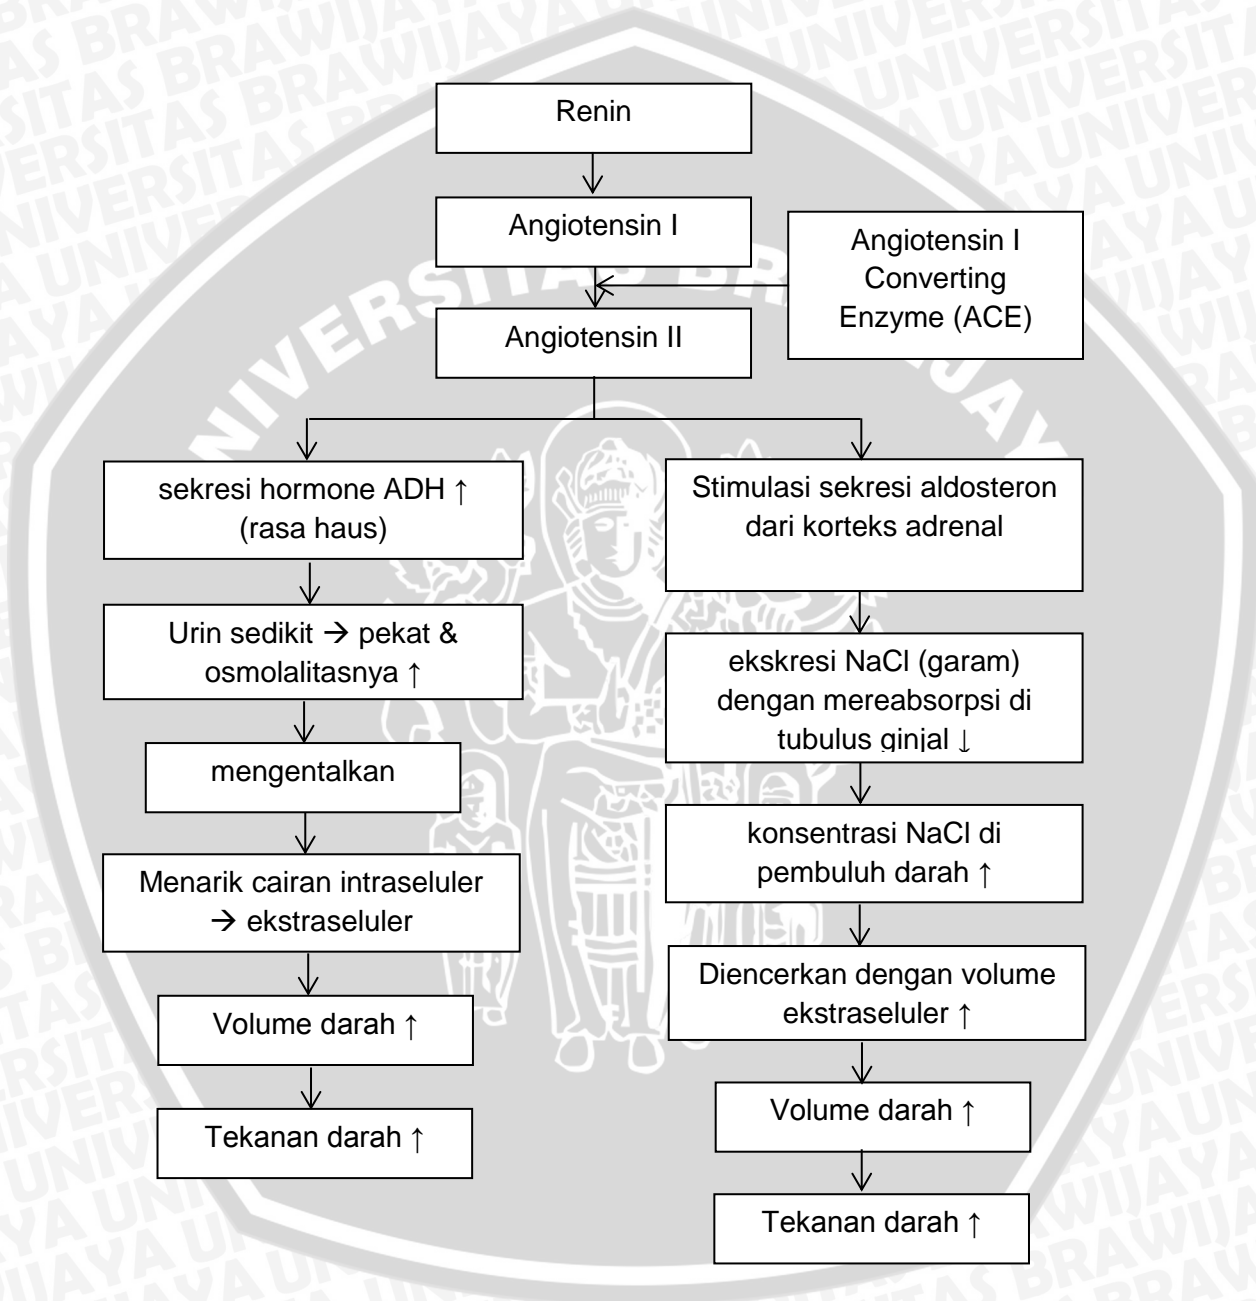 Renin
Angiotensin I
Angiotensin I
Converting
Enzyme (ACE)
Angiotensin II
sekresi hormone ADH ↑
(rasa haus)
Urin sedikit → pekat &
osmolalitasnya ↑
mengentalkan
Menarik cairan intraseluler
→ ekstraseluler
Volume darah ↑
Tekanan darah ↑
Stimulasi sekresi aldosteron
dari korteks adrenal
ekskresi NaCl (garam)
dengan mereabsorpsi di
tubulus ginjal ↓
konsentrasi NaCl di
pembuluh darah ↑
Diencerkan dengan volume
ekstraseluler ↑
Volume darah ↑
Tekanan darah ↑
UNIVERSITAS BRAWIJAYA